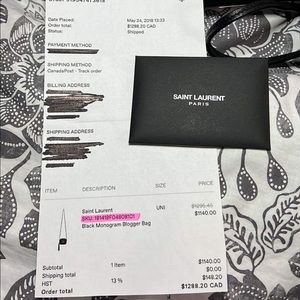 Date Placed: May 24, 2018 13:33
Order total: $1288.20 CAD
Status: Shipped
PAYMENT METHOD
SHIPPING METHOD
CanadaPost - Track order
BILLING ADDRESS
SHIPPING ADDRESS
SAINT LAURENT
PARIS
ITEM DESCRIPTION SIZE PRICE
Saint Laurent UNI $1295.45
$1140.00
Black Monogram Blogger Bag
Subtotal 1 Item $1140.00
Shipping total $0.00
HST 13 % $148.20
Order total $1288.20 CAD